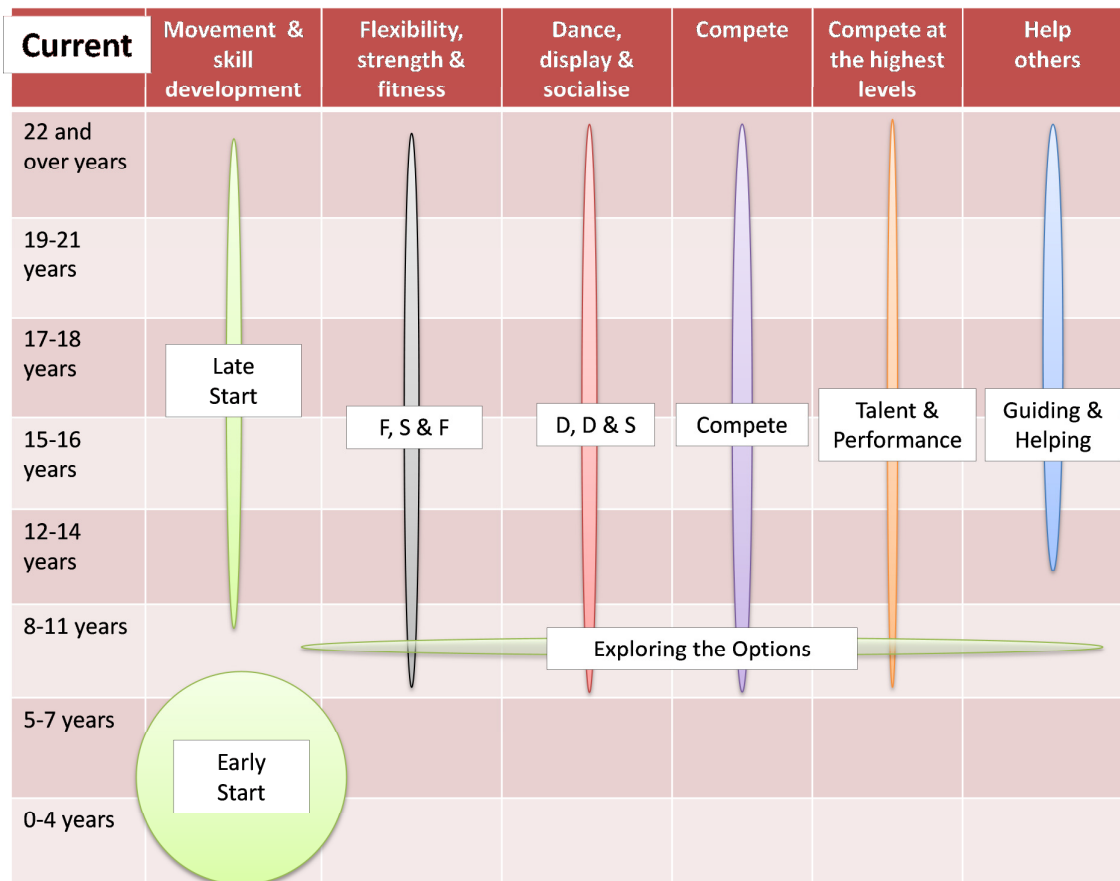 Current
Movement &
skill
development
Flexibility,
strength &
fitness
Dance,
display &
socialise
Compete
Compete at
the highest
levels
Help
others
22 and
over years
19-21
years
17-18
years
Late
Start
15-16
years
F, S & F
D, D & S
Compete
Talent &
Performance
Guiding &
Helping
12-14
years
8-11 years
Exploring the Options
5-7 years
Early
Start
0-4 years